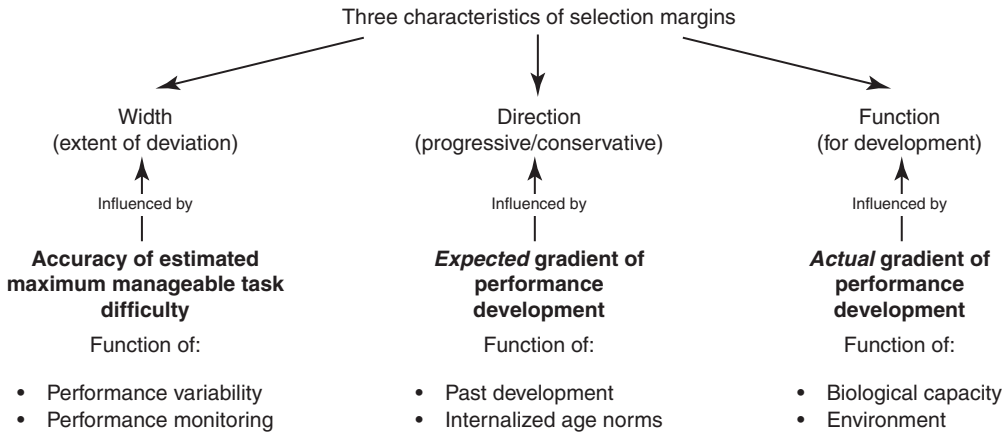 Three characteristics of selection margins
Width
(extent of deviation)
Influenced by
Accuracy of estimated
maximum manageable task
difficulty
Function of:
• Performance variability
• Performance monitoring
Direction
(progressive/conservative)
Influenced by
Expected gradient of
performance
development
Function of:
• Past development
• Internalized age norms
Function
(for development)
Influenced by
Actual gradient of
performance
development
Function of:
• Biological capacity
• Environment